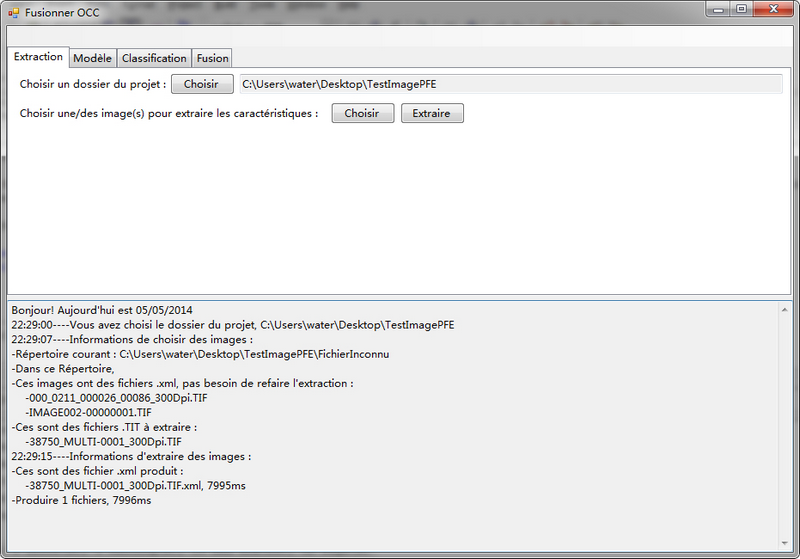 Fusionner OCC
Extraction Modèle Classification Fusion
Choisir un dossier du projet : Choisir C:\Users\water\Desktop\TestImagePFE
Choisir une/des image(s) pour extraire les caractéristiques : Choisir Extraire
Bonjour! Aujourd'hui est 05/05/2014
22:29:00----Vous avez choisi le dossier du projet, C:\Users\water\Desktop\TestImagePFE
22:29:07----Informations de choisir des images :
-Répertoire courant : C:\Users\water\Desktop\TestImagePFE\FichierInconnu
-Dans ce Répertoire,
-Ces images ont des fichiers .xml, pas besoin de refaire l'extraction :
-000_0211_000026_00086_300Dpi.TIF
-IMAGE002-00000001.TIF
-Ces sont des fichiers .TIT à extraire :
-38750_MULTI-0001_300Dpi.TIF
22:29:15----Informations d'extraire des images :
-Ces sont des fichier .xml produit :
-38750_MULTI-0001_300Dpi.TIF.xml, 7995ms
-Produire 1 fichiers, 7996ms